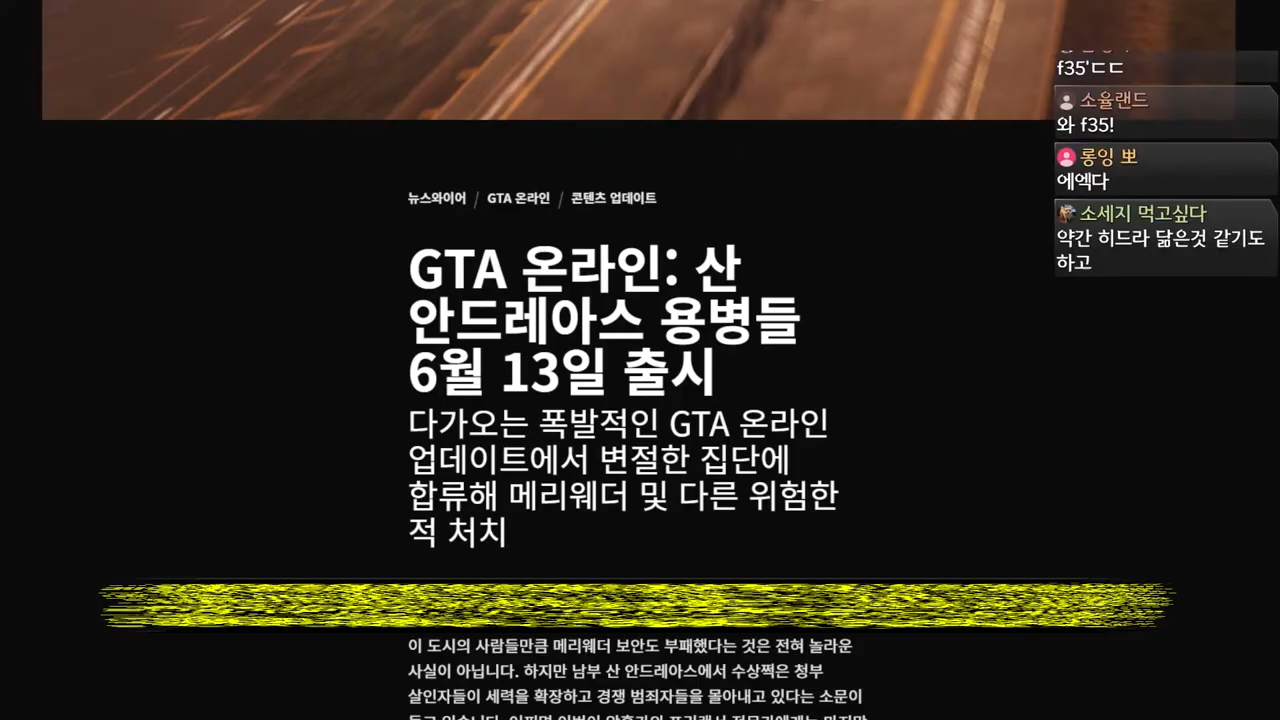 f35'ㄷㄷ
소율랜드
와 f35!
롱잉 뽀
에엑다
소세지 먹고싶다
약간 히드라 닮은것 같기도
하고
뉴스와이어 / GTA 온라인 / 콘텐츠 업데이트
GTA 온라인: 산
안드레아스 용병들
6월 13일 출시
다가오는 폭발적인 GTA 온라인
업데이트에서 변절한 집단에
합류해 메리웨더 및 다른 위험한
적 처치
이 도시의 사람들만큼 메리웨더 보안도 부패했다는 것은 전혀 놀라운
사실이 아닙니다. 하지만 남부 산 안드레아스에서 수상쩍은 청부
살인자들이 세력을 확장하고 경쟁 범죄자들을 몰아내고 있다는 소문이